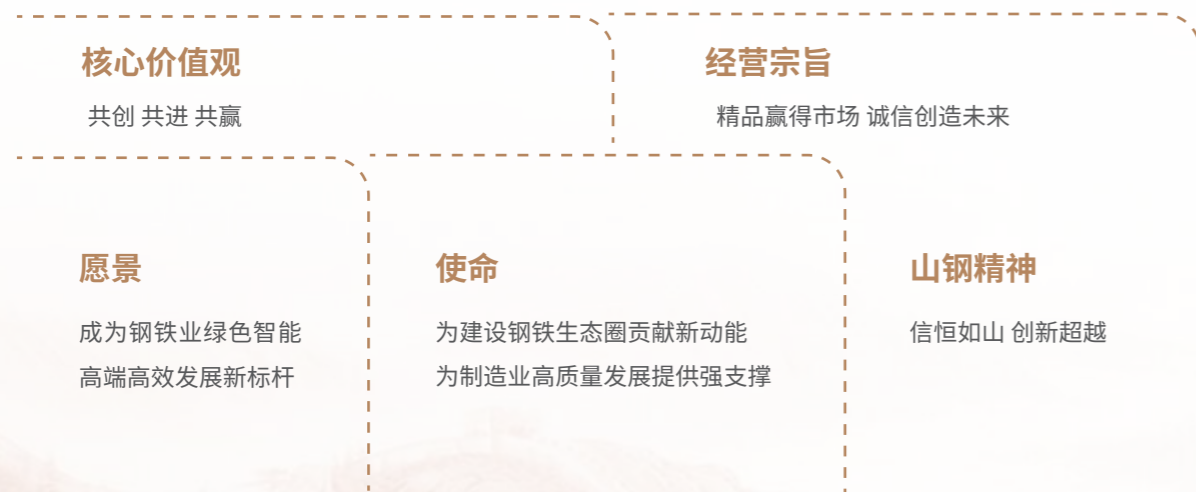 核心价值观
共创 共进 共赢
经营宗旨
精品赢得市场 诚信创造未来
愿景
成为钢铁业绿色智能
高端高效发展新标杆
使命
为建设钢铁生态圈贡献新动能
为制造业高质量发展提供强支撑
山钢精神
信恒如山 创新超越